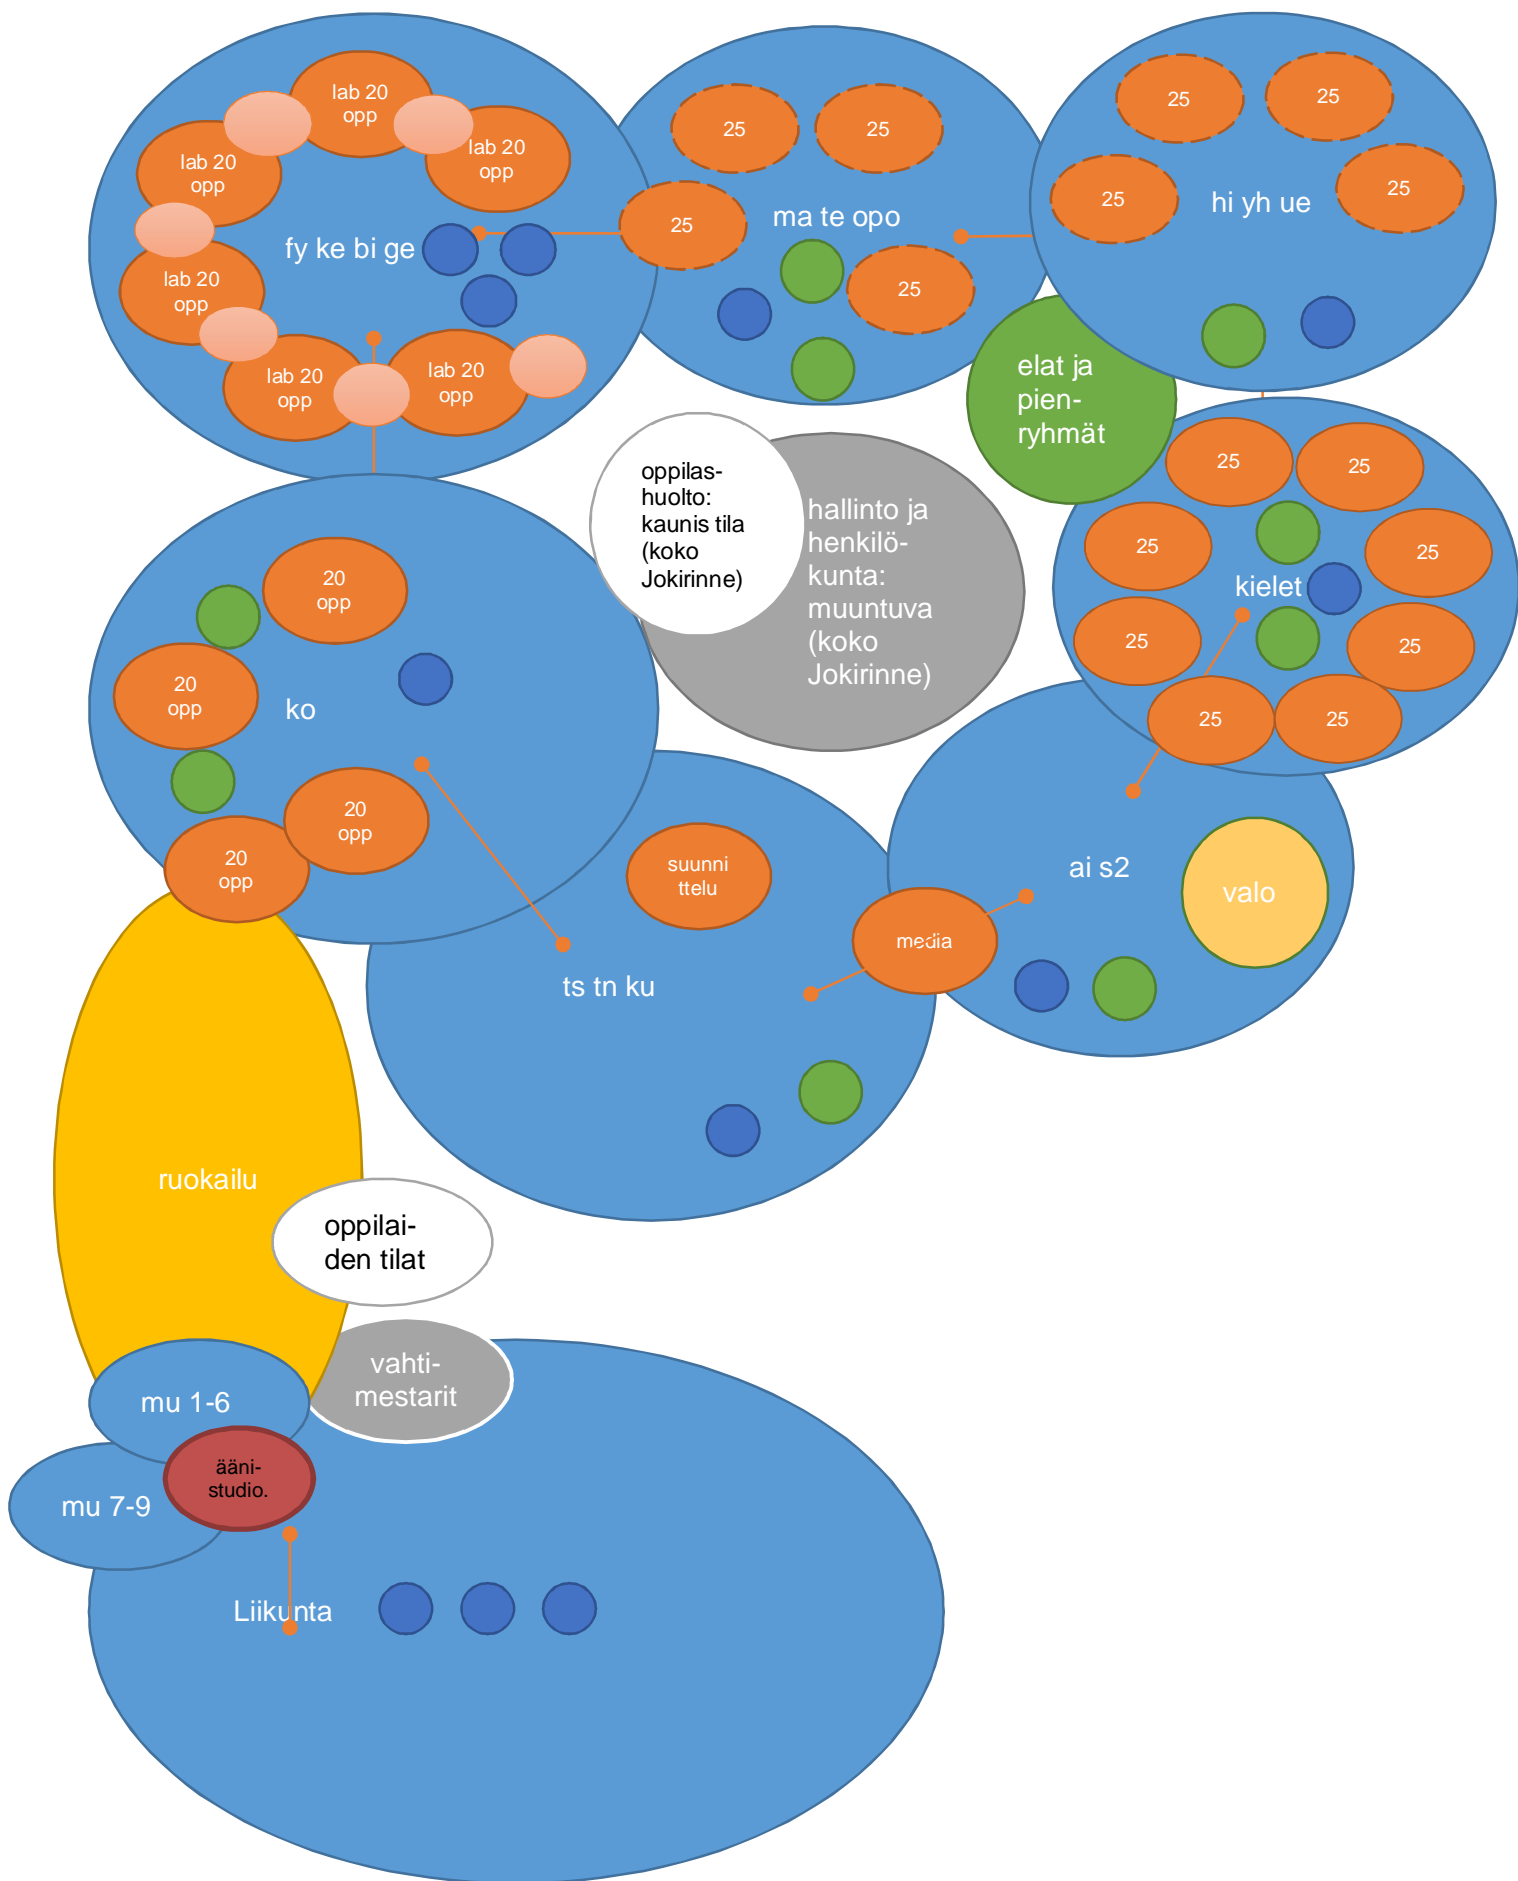 lab 20
opp
lab 20
opp
lab 20
opp
lab 20
opp
lab 20
opp
lab 20
opp
fy ke bi ge
25
25
25
25
ma te opo
25
25
25
25
hi yh ue
elat ja
pien-
ryhmät
oppilas-
huolto:
kaunis tila
(koko
Jokirinne)
hallinto ja
henkilö-
kunta:
muuntuva
(koko
Jokirinne)
25
25
25
25
kielet
25
25
25
25
20
opp
20
opp
ko
20
opp
20
opp
suunni
ttelu
ts tn ku
media
ai s2
valo
ruokailu
oppilai-
den tilat
vahti-
mestarit
mu 1-6
ääni-
studio.
mu 7-9
Liikunta